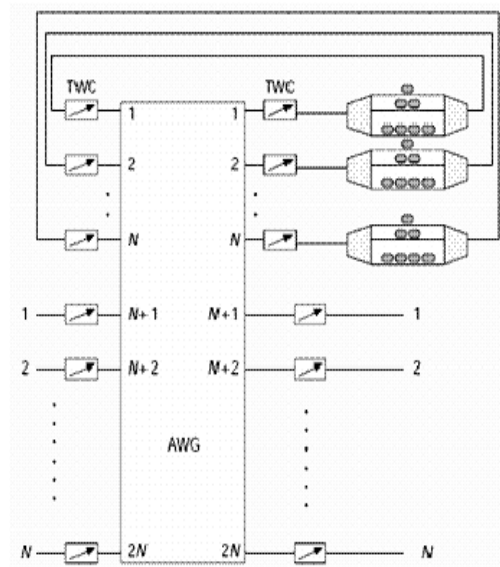 TWC TWC
1 1
2 2
N N
1 N+1 N+1 1
2 N+2 N+2 2
AWG
N 2N 2N N